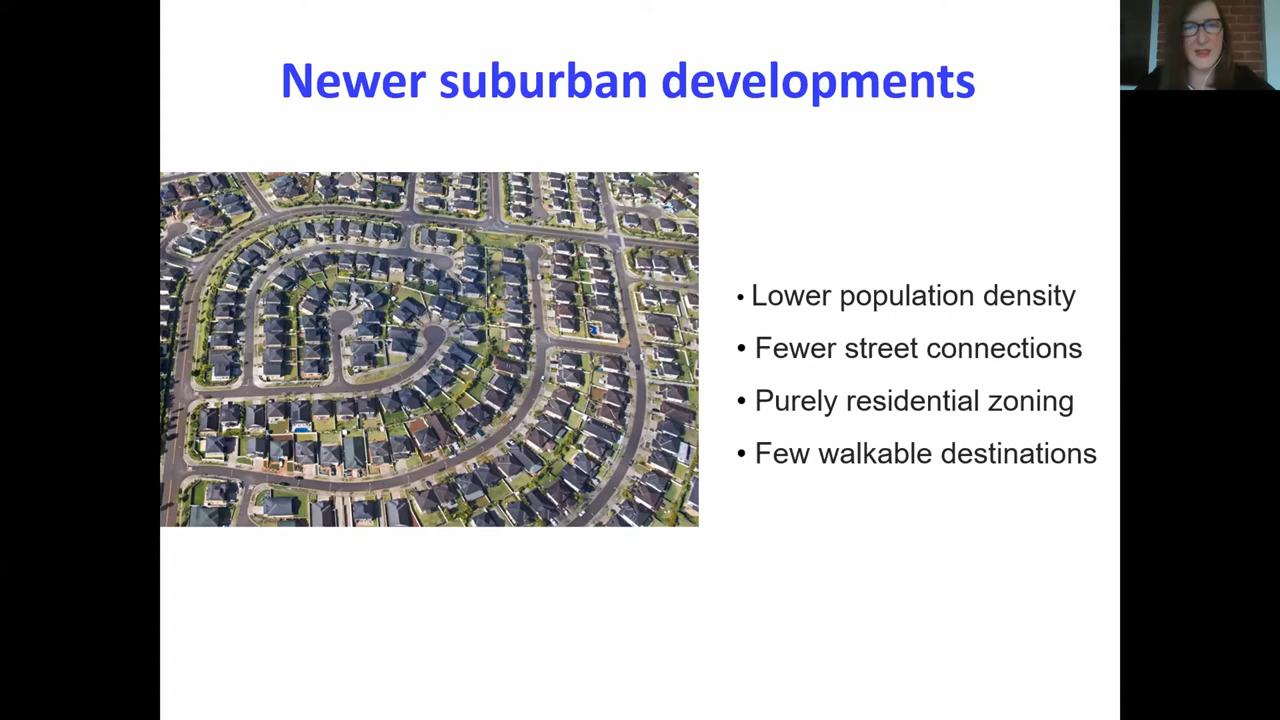 Newer suburban developments
• Lower population density
• Fewer street connections
• Purely residential zoning
• Few walkable destinations